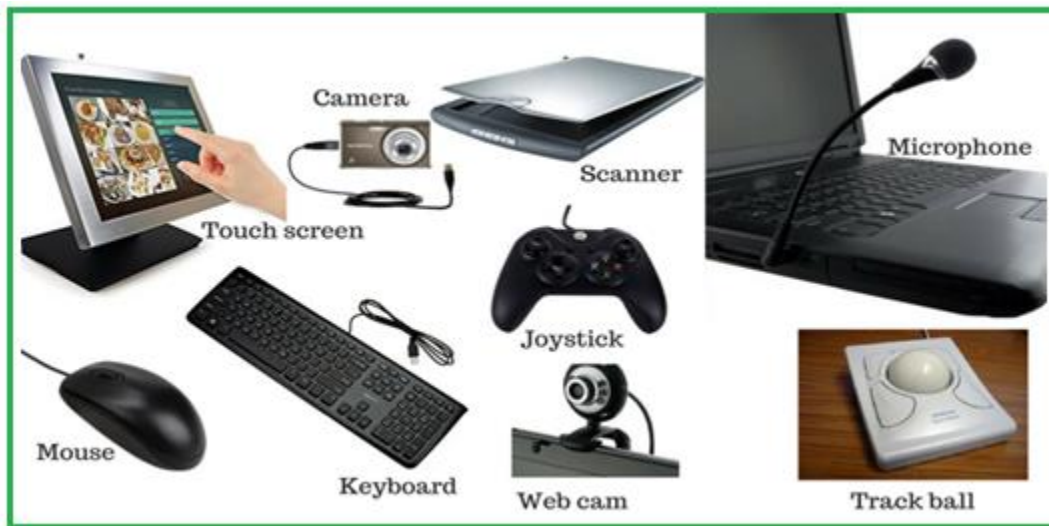 Camera
Scanner
Microphone
Touch screen
Joystick
Mouse
Keyboard
Web cam
Track ball